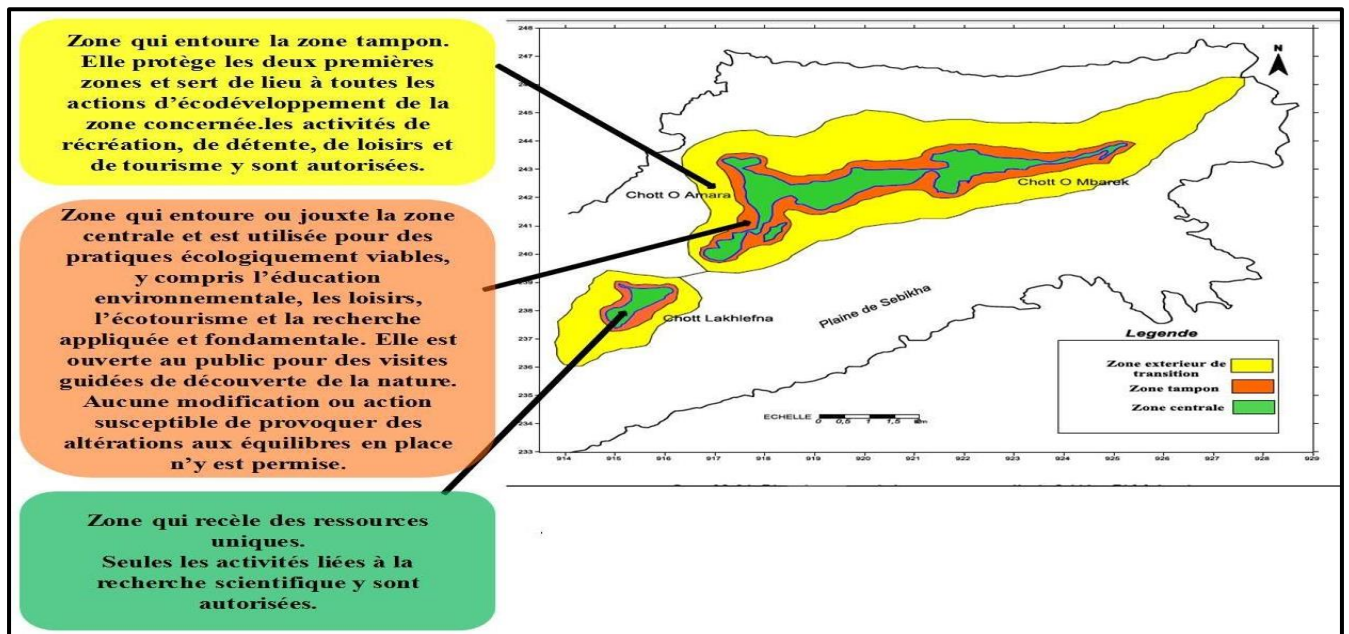 Zone qui entoure la zone tampon.
Elle protège les deux premières
zones et sert de lieu à toutes les
actions d'écodéveloppement de la
zone concernée.les activités de
récréation, de détente, de loisirs et
de tourisme y sont autorisées.
Zone qui entoure ou jouxte la zone
centrale et est utilisée pour des
pratiques écologiquement viables,
y compris l'éducation
environnementale, les loisirs,
l'écotourisme et la recherche
appliquée et fondamentale. Elle est
ouverte au public pour des visites
guidées de découverte de la nature.
Aucune modification ou action
susceptible de provoquer des
altérations aux équilibres en place
n'y est permise.
Zone qui recèle des ressources
uniques.
Seules les activités liées à la
recherche scientifique y sont
autorisées.
248
247
246
245
244
243
242
241
240
239
238
237
236
235
234
233
N
Chott O Amara
Chott O Mbarek
Chott Lakhlefna
Plaine de Sebikha
Legende
Zone exterieur de
transition
Zone tampon
Zone centrale
ECHELLE
0 0,5 1 1,5
914 915 916 917 918 919 920 921 922 923 924 925 926 927 928 929